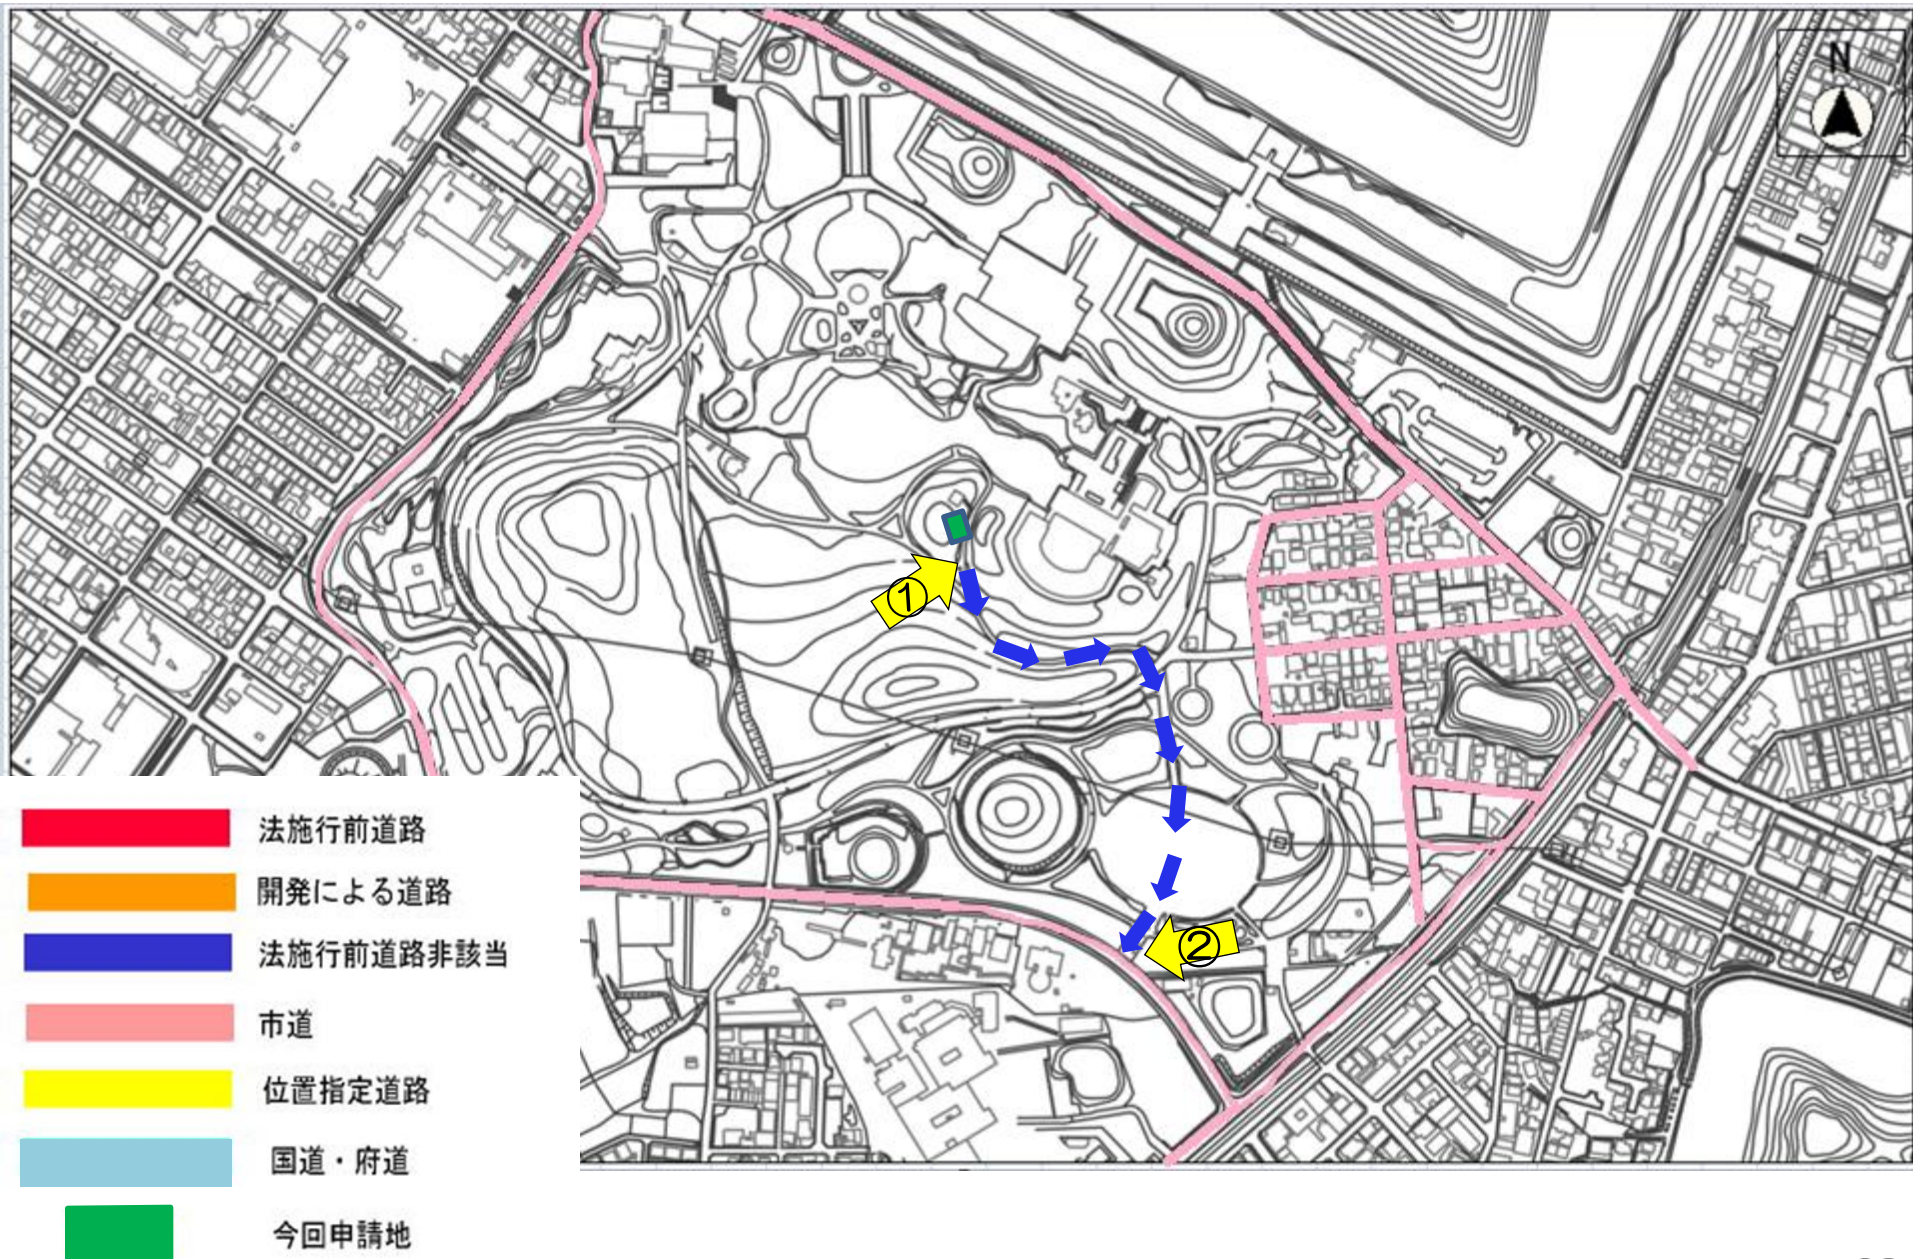 N
①
②
法施行前道路
開発による道路
法施行前道路非該当
市道
位置指定道路
国道・府道
今回申請地